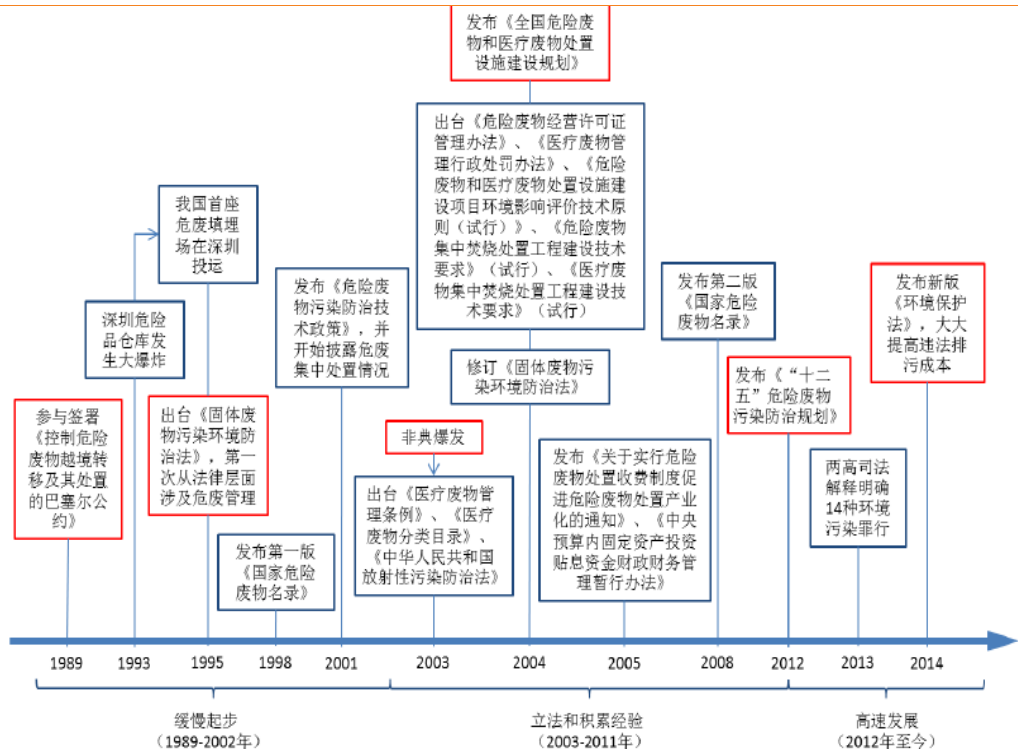 发布《全国危险废
物和医疗废物处置
设施建设规划》
出台《危险废物经营许可证
管理办法》、《医疗废物管
理行政处罚办法》、《危险
废物和医疗废物处置设施建
设项目环境影响评价技术原
则（试行）》、《危险废物
集中焚烧处置工程建设技术
要求》（试行）、《医疗废
物集中焚烧处置工程建设技
术要求》（试行）
修订《固体废物污
染环境防治法》
我国首座
危废填埋
场在深圳
投运
深圳危险
品仓库发
生大爆炸
发布《危险废
物污染防治技
术政策》，并
开始披露危废
集中处置情况
发布第二版
《国家危险
废物名录》
发布新版
《环境保护
法》，大大
提高违法排
污成本
参与签署
《控制危险
废物越境转
移及其处置
的巴塞尔公
约》
出台《固体废
物污染环境防
治法》，第一
次从法律层面
涉及危废管理
发布第一版
《国家危险
废物名录》
非典爆发
出台《医疗废物管
理条例》、《医疗
废物分类目录》、
《中华人民共和国
放射性污染防治法》
发布《关于实行危险
废物处置收费制度促
进危险废物处置产业
化的通知》、《中央
预算内固定资产投资
贴息资金财政财务管
理暂行办法》
发布《“十二
五”危险废物
污染防治规划》
两高司法
解释明确
14种环境
污染罪行
1989 1993 1995 1998 2001 2003 2004 2005 2008 2012 2013 2014
缓慢起步
（1989-2002年）
立法和积累经验
（2003-2011年）
高速发展
（2012年至今）